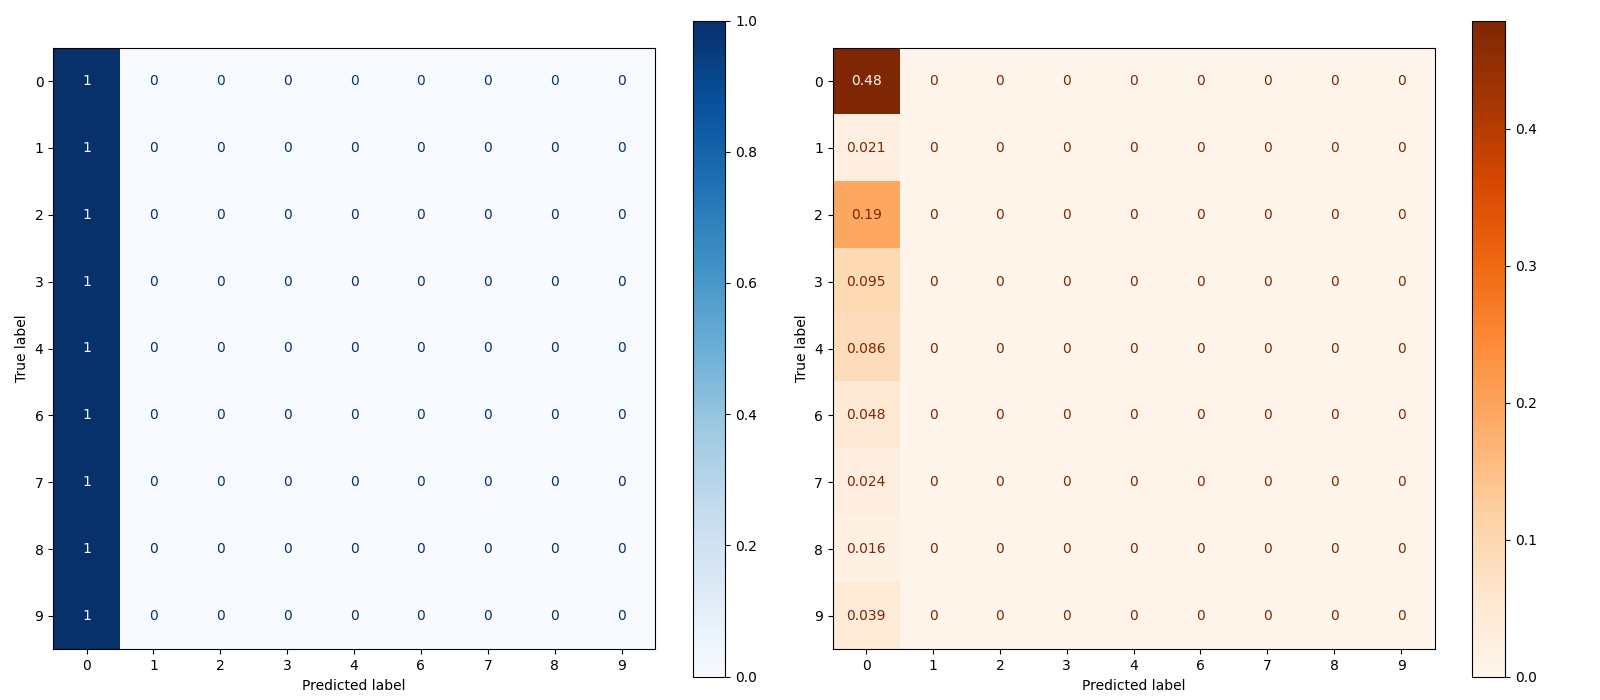 1.0
0 1 0 0 0 0 0 0 0 0 0 0.48 0 0 0 0 0 0 0 0
1 1 0 0 0 0 0 0 0 0 1 0.021 0 0 0 0 0 0 0 0
0.8 0.4
2 1 0 0 0 0 0 0 0 0 2 0.19 0 0 0 0 0 0 0 0
3 1 0 0 0 0 0 0 0 0 0.6 3 0.095 0 0 0 0 0 0 0 0 0.3
True label True label
4 1 0 0 0 0 0 0 0 0 4 0.086 0 0 0 0 0 0 0 0
6 1 0 0 0 0 0 0 0 0 0.4 6 0.048 0 0 0 0 0 0 0 0 0.2
7 1 0 0 0 0 0 0 0 0 7 0.024 0 0 0 0 0 0 0 0
8 1 0 0 0 0 0 0 0 0 0.2 8 0.016 0 0 0 0 0 0 0 0 0.1
9 1 0 0 0 0 0 0 0 0 9 0.039 0 0 0 0 0 0 0 0
0 1 2 3 4 6 7 8 9 0.0 0 1 2 3 4 6 7 8 9 0.0
Predicted label Predicted label